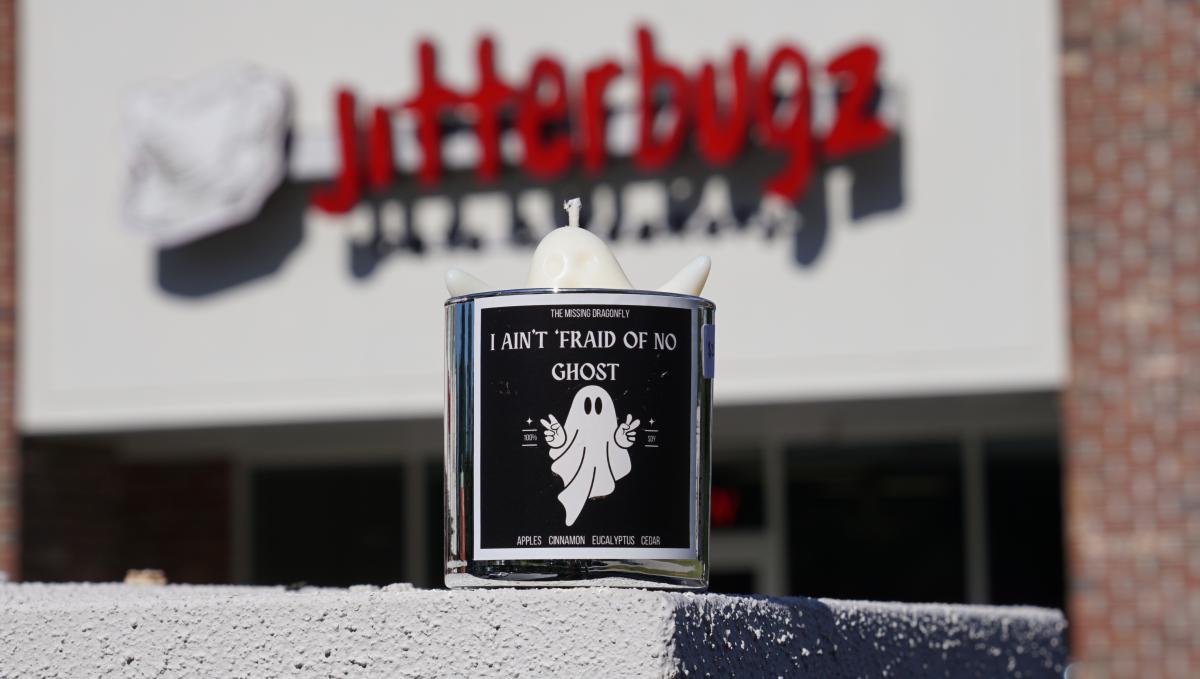 Jitterbugz
THE MISSING DRAGONFLY
I AIN'T 'FRAID OF NO
GHOST
100%
SOY
APPLES CINNAMON EUCALYPTUS CEDAR